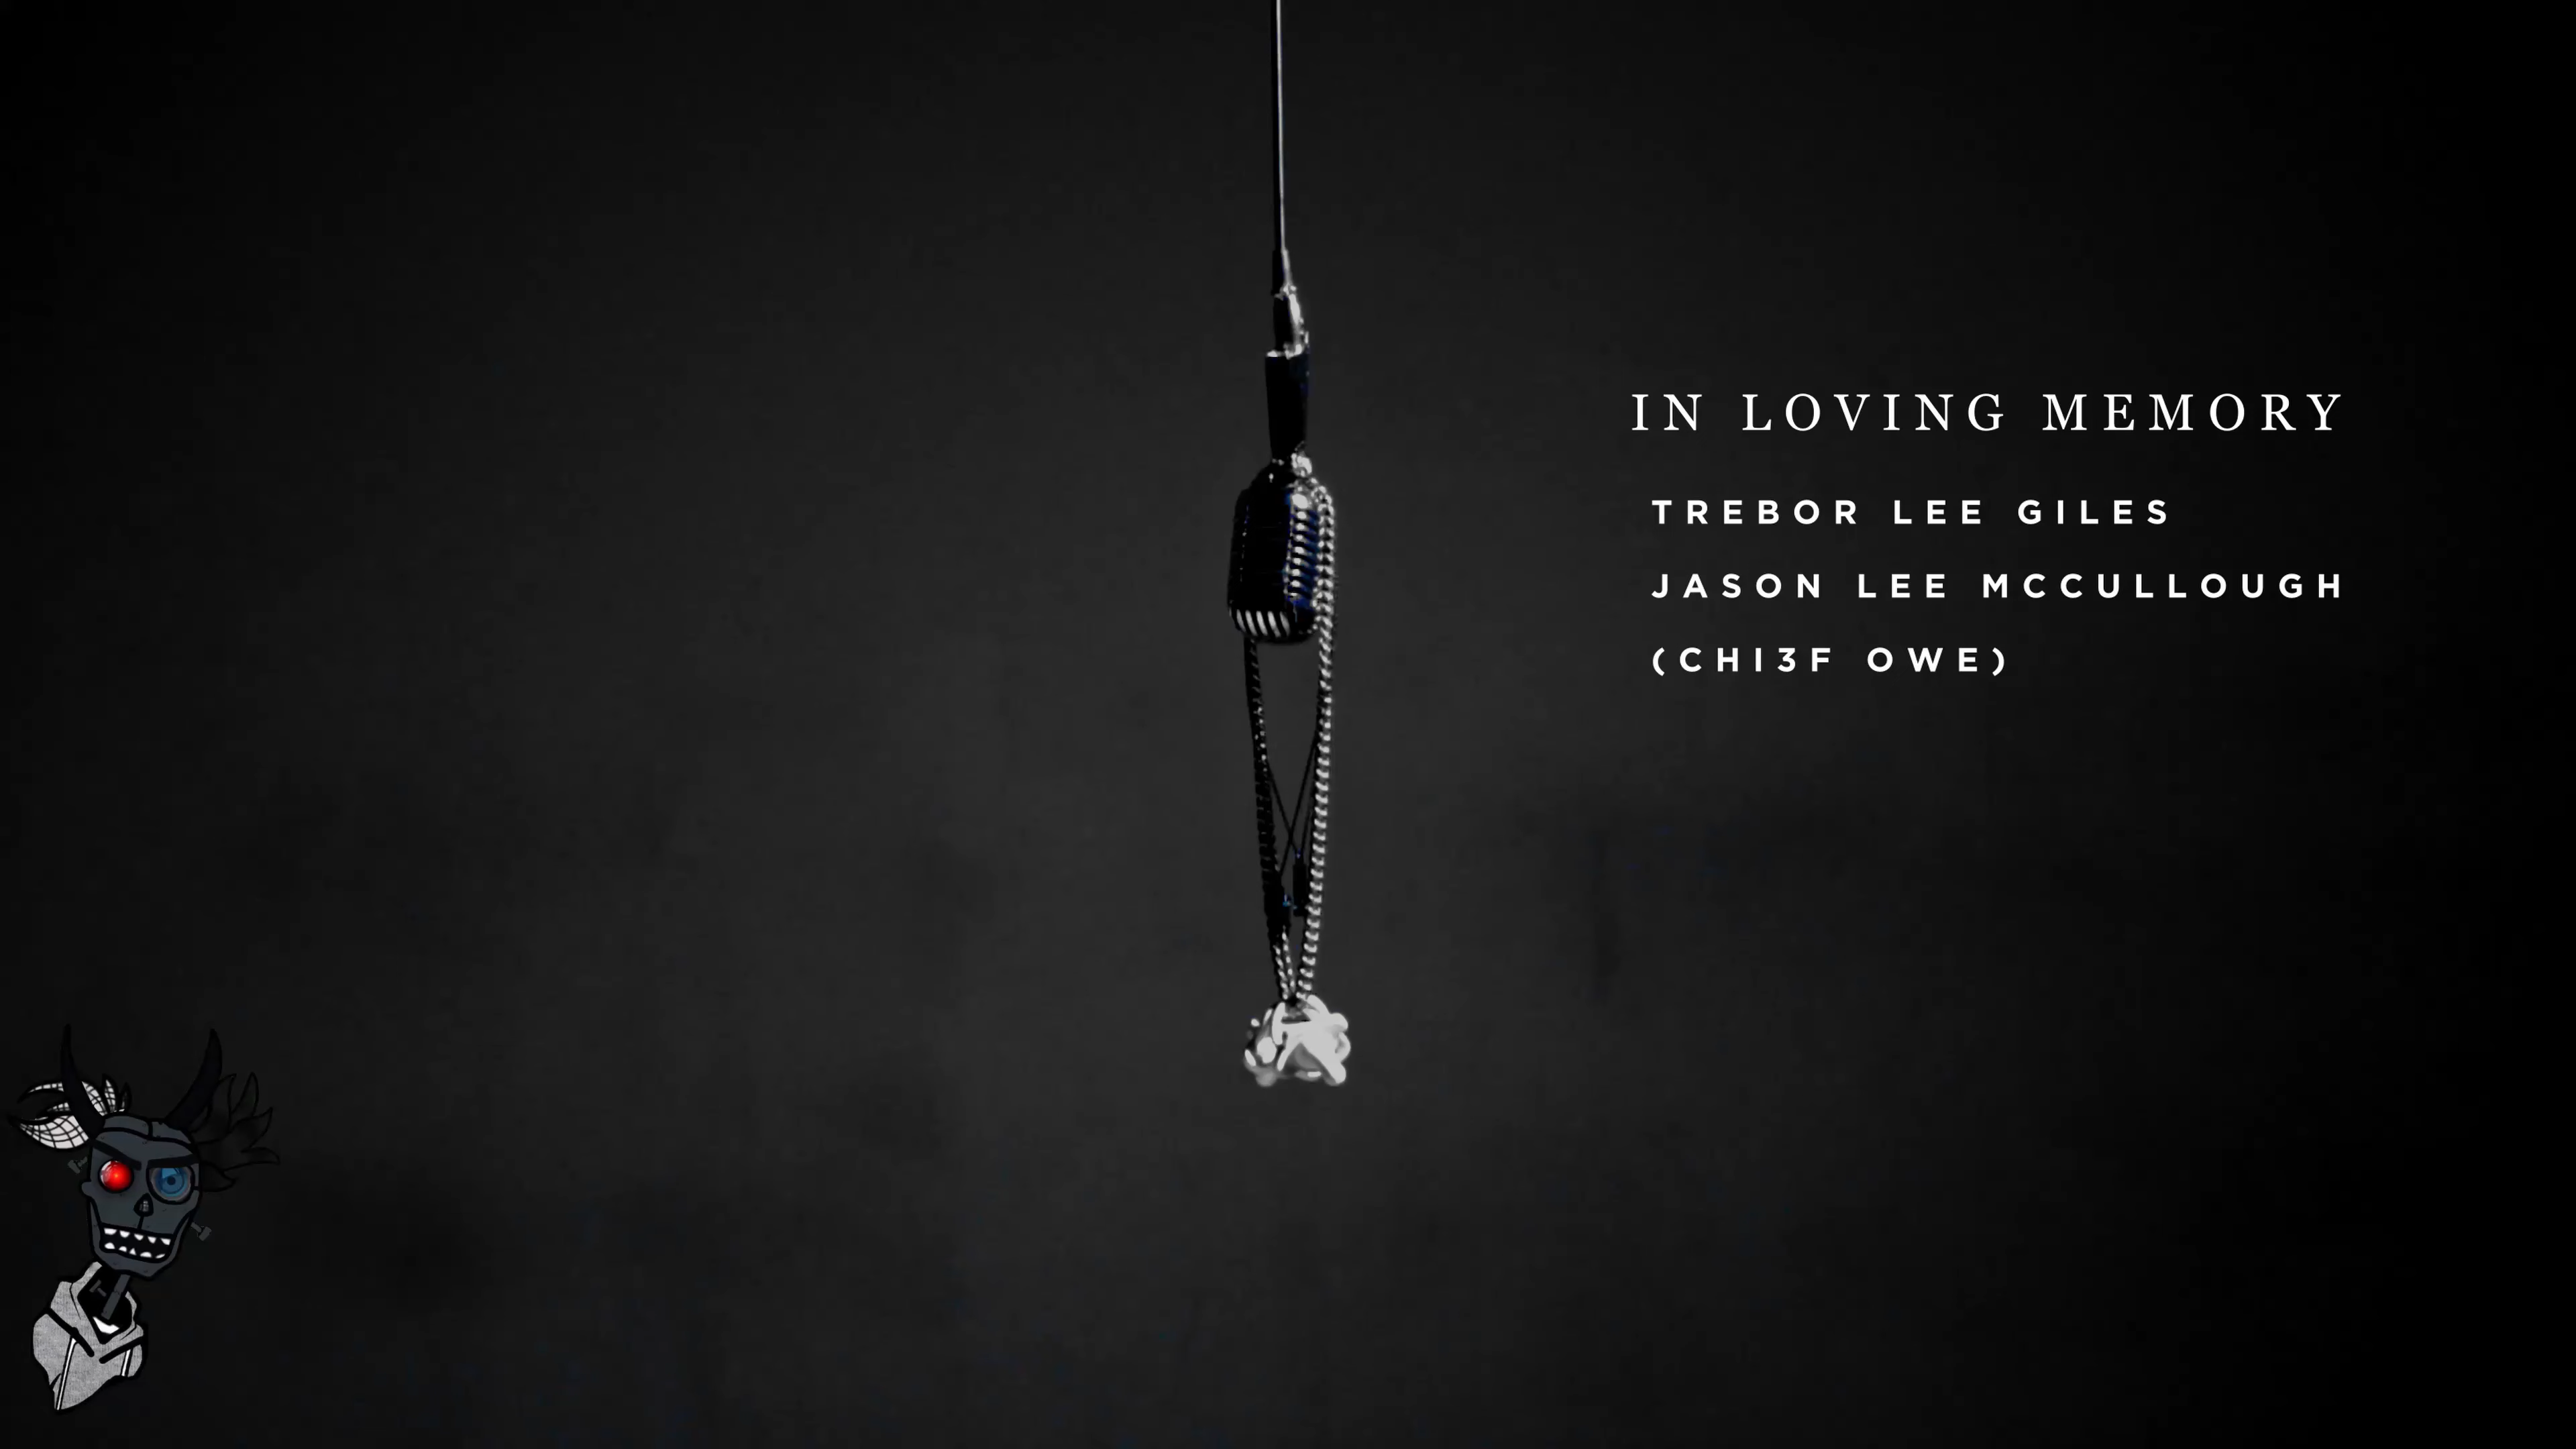 IN LOVING MEMORY
TREBOR LEE GILES
JASON LEE MCCULLOUGH
(CHI3F OWE)